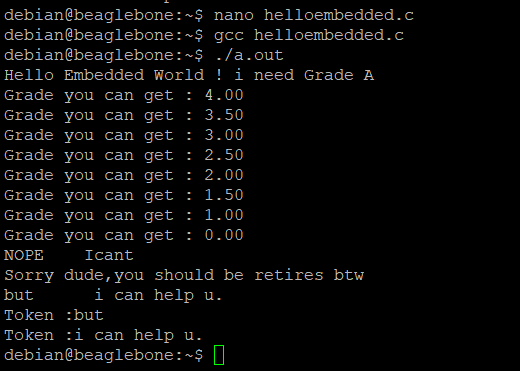 debian@beaglebone:~$ nano helloembedded.c
debian@beaglebone:~$ gcc helloembedded.c
debian@beaglebone:~$ ./a.out
Hello Embedded World ! i need Grade A
Grade you can get : 4.00
Grade you can get : 3.50
Grade you can get : 3.00
Grade you can get : 2.50
Grade you can get : 2.00
Grade you can get : 1.50
Grade you can get : 1.00
Grade you can get : 0.00
NOPE    Icant
Sorry dude,you should be retires btw
but      i can help u.
Token :but
Token :i can help u.
debian@beaglebone:~$